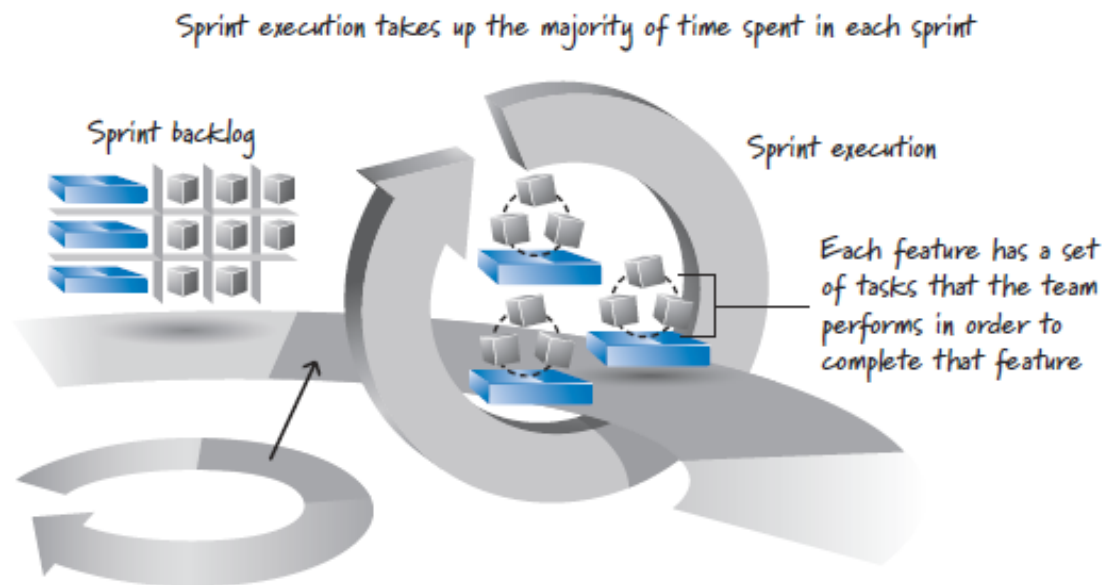 Sprint execution takes up the majority of time spent in each sprint
Sprint backlog
Sprint execution
Each feature has a set
of tasks that the team
performs in order to
complete that feature